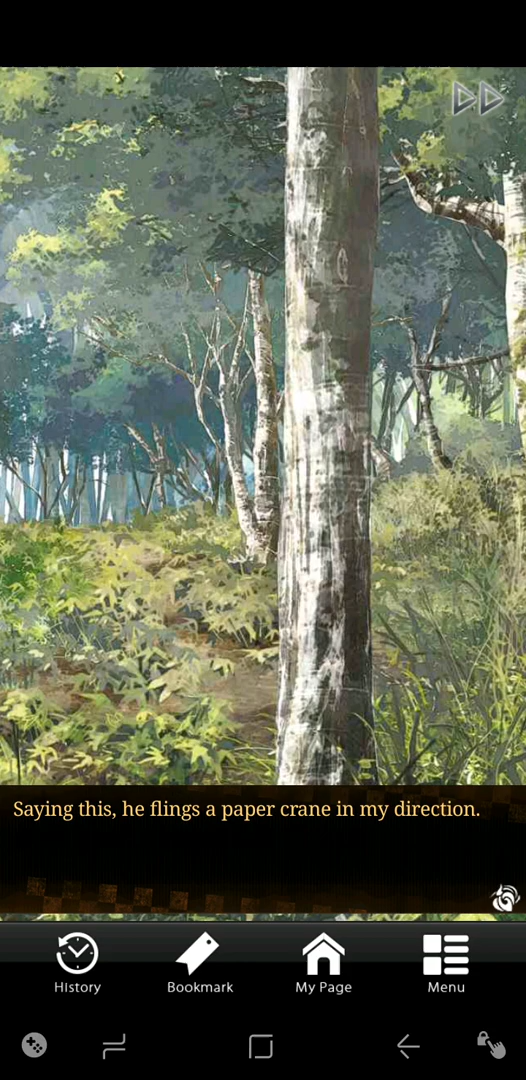 Saying this, he flings a paper crane in my direction.
History
Bookmark
My Page
Menu